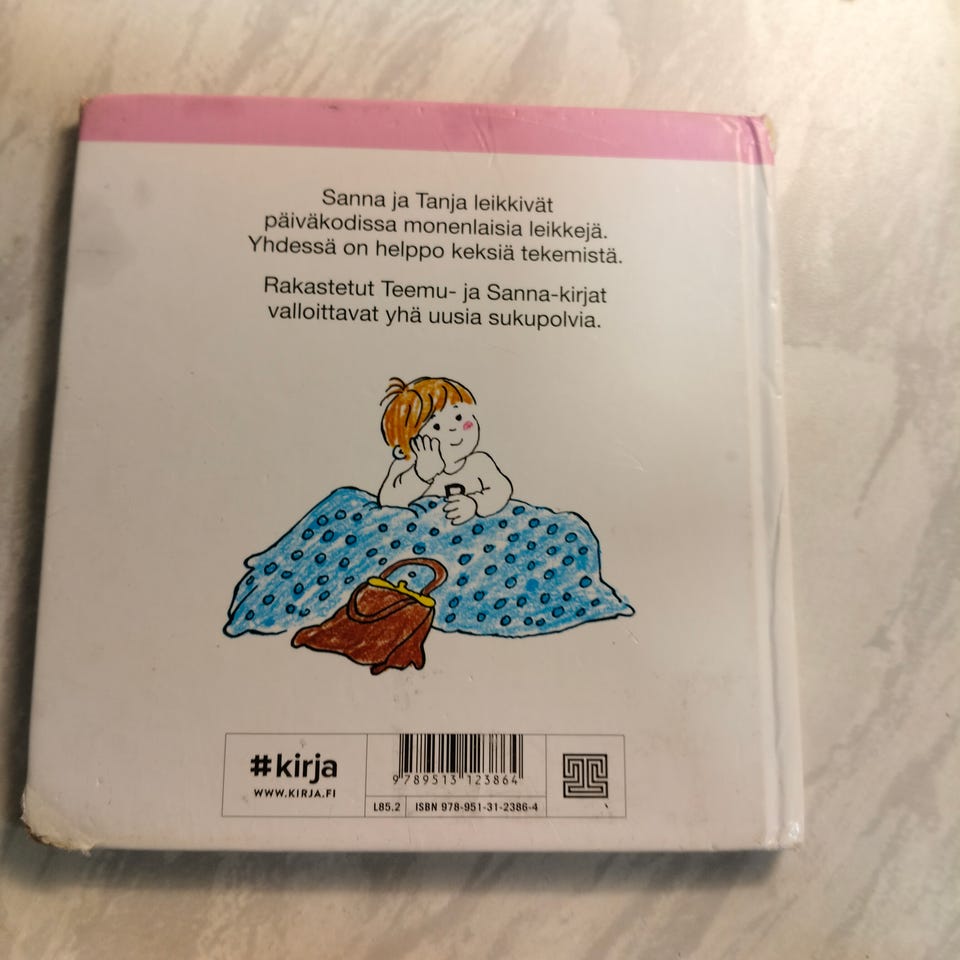 Sanna ja Tanja leikkivät
päiväkodissa monenlaisia leikkejä.
Yhdessä on helppo keksiä tekemistä.
Rakastetut Teemu- ja Sanna-kirjat
valloittavat yhä uusia sukupolvia.
#kirja
WWW.KIRJA.FI
9789513123864
L85.2
ISBN 978-951-31-2386-4